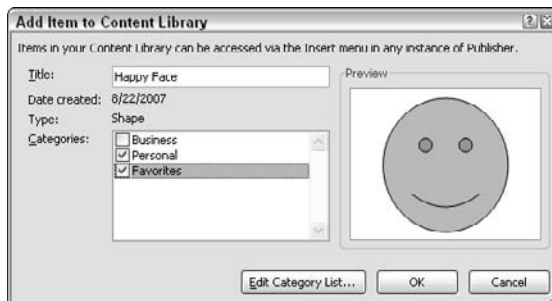 Add Item to Content Library
Items in your Content Library can be accessed via the Insert menu in any instance of Publisher.
Title: Happy Face
Preview
Date created: 8/22/2007
Type: Shape
Categories:
Business
Personal
Favorites
Edit Category List...
OK
Cancel